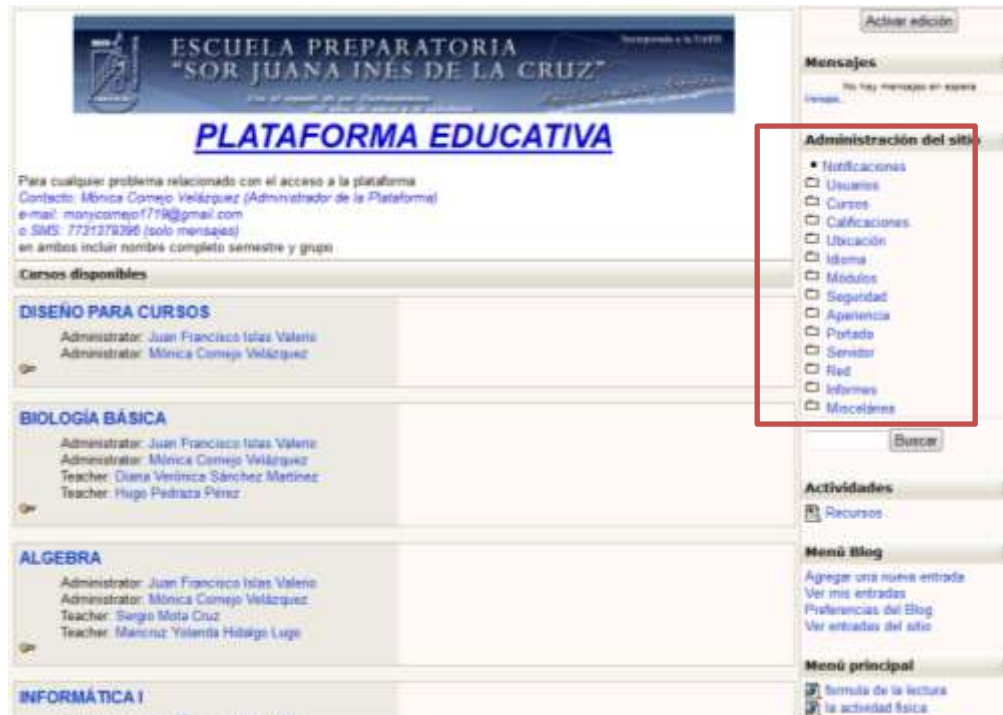 ESCUELA PREPARATORIA
"SOR JUANA INÉS DE LA CRUZ"
PLATAFORMA EDUCATIVA
Para cualquier problema relacionado con el acceso a la plataforma
Contacto: Mónica Cornejo Velázquez (Administrador de la Plataforma)
e-mail: monycornejo1719@gmail.com
o SMS: 7731379396 (solo mensajes)
en ambos incluir nombre completo semestre y grupo
Cursos disponibles
DISEÑO PARA CURSOS
Administrator: Juan Francisco Islas Valerio
Administrator: Mónica Cornejo Velázquez
BIOLOGÍA BÁSICA
Administrator: Juan Francisco Islas Valerio
Administrator: Mónica Cornejo Velázquez
Teacher: Diana Verónica Sánchez Martínez
Teacher: Hugo Pedraza Pérez
ALGEBRA
Administrator: Juan Francisco Islas Valerio
Administrator: Mónica Cornejo Velázquez
Teacher: Sergio Mota Cruz
Teacher: Maricruz Yolanda Hidalgo Lugo
INFORMÁTICA I
Activar edición
Mensajes
No hay mensajes en espera
Mensajes...
Administración del sitio
Notificaciones
Usuarios
Cursos
Calificaciones
Ubicación
Idioma
Módulos
Seguridad
Apariencia
Portada
Servidor
Red
Informes
Miscelánea
Buscar
Actividades
Recursos
Menú Blog
Agregar una nueva entrada
Ver mis entradas
Preferencias del Blog
Ver entradas del sitio
Menú principal
formula de la lectura
la actividad fisica